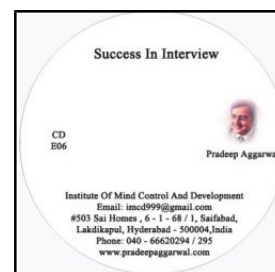 Success In Interview
CD
E06
Pradeep Aggarwal
Institute Of Mind Control And Development
Email: imcd999@gmail.com
#503 Sai Homes , 6 - 1 - 68 / 1, Saifabad,
Lakdikapul, Hyderabad - 500004,India
Phone: 040 - 66620294 / 295
www.pradeepaggarwal.com